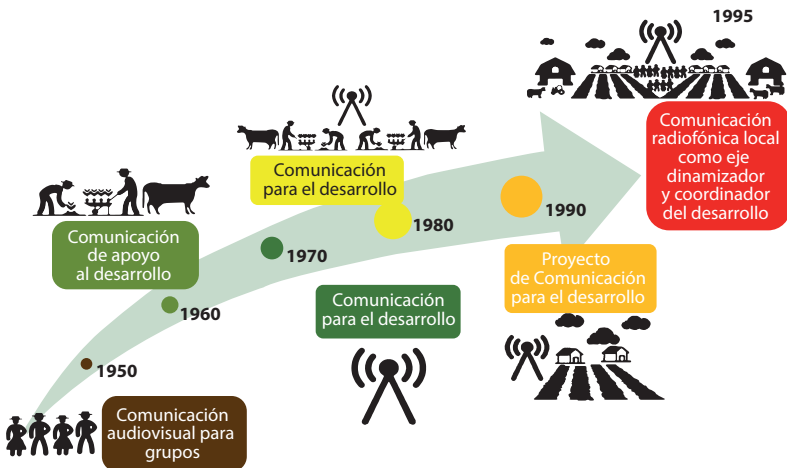 1950
Comunicación
audiovisual para
grupos
1960
Comunicación
de apoyo
al desarrollo
1970
Comunicación
para el desarrollo
1980
Comunicación
para el desarrollo
1990
Proyecto
de Comunicación
para el desarrollo
1995
Comunicación
radiofónica local
como eje
dinamizador
y coordinador
del desarrollo